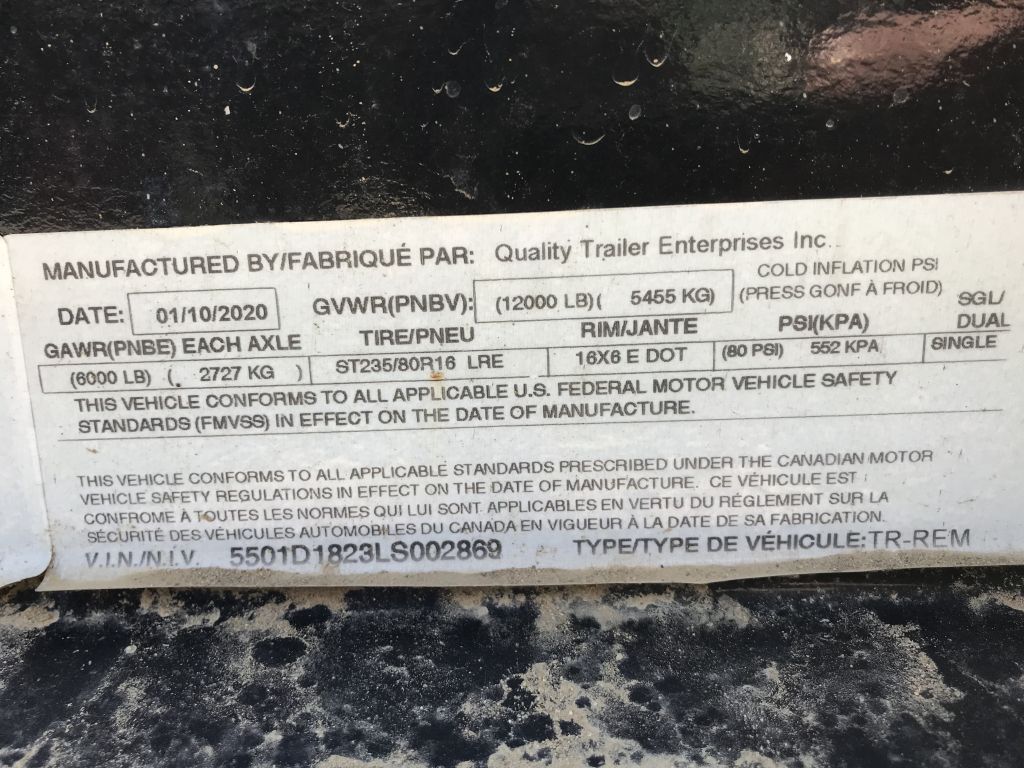 MANUFACTURED BY/FABRIQUÉ PAR: Quality Trailer Enterprises Inc.
DATE: 01/10/2020 GVWR(PNBV): (12000 LB)( 5455 KG) COLD INFLATION PSI
(PRESS GONF À FROID)
GAWR(PNBE) EACH AXLE TIRE/PNEU RIM/JANTE PSI(KPA) SGL/
DUAL
(6000 LB) ( 2727 KG ) ST235/80R16 LRE 16X6 E DOT (80 PSI) 552 KPA SINGLE
THIS VEHICLE CONFORMS TO ALL APPLICABLE U.S. FEDERAL MOTOR VEHICLE SAFETY
STANDARDS (FMVSS) IN EFFECT ON THE DATE OF MANUFACTURE.
THIS VEHICLE CONFORMS TO ALL APPLICABLE STANDARDS PRESCRIBED UNDER THE CANADIAN MOTOR
VEHICLE SAFETY REGULATIONS IN EFFECT ON THE DATE OF MANUFACTURE. CE VÉHICULE EST
CONFROME À TOUTES LES NORMES QUI LUI SONT APPLICABLES EN VERTU DU RÉGLEMENT SUR LA
SÉCURITÉ DES VÉHICULES AUTOMOBILES DU CANADA EN VIGUEUR À LA DATE DE SA FABRICATION.
V.I.N./N.I.V. 5501D1823LS002869 TYPE/TYPE DE VÉHICULE:TR-REM